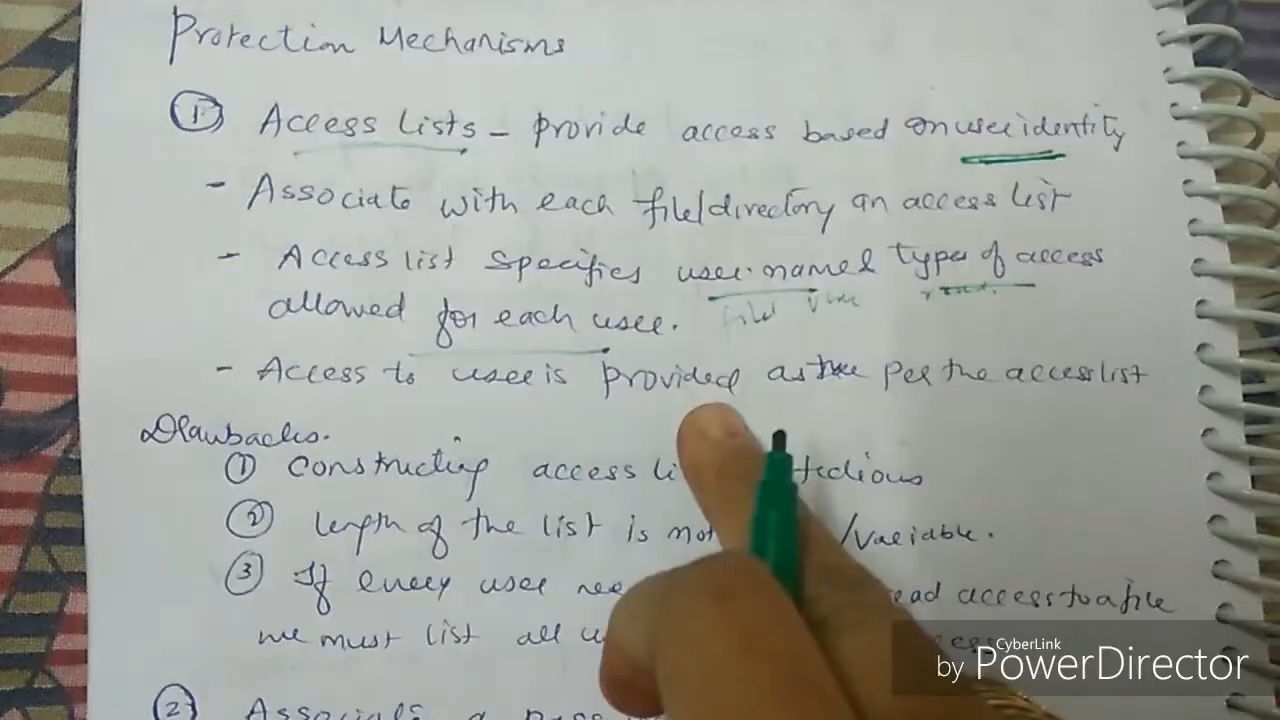 Protection Mechanisms
① Access Lists - provide access based on user identity
- Associate with each file/directory an access list
- Access list specifies user name & types of access
allowed for each user.
- Access to user is provided as per the access list
Drawbacks.
① Constructing access li tedious
② length of the list is not /variable.
③ If every user nee ead access to a file
we must list all u
② Associate a
CyberLink
by PowerDirector